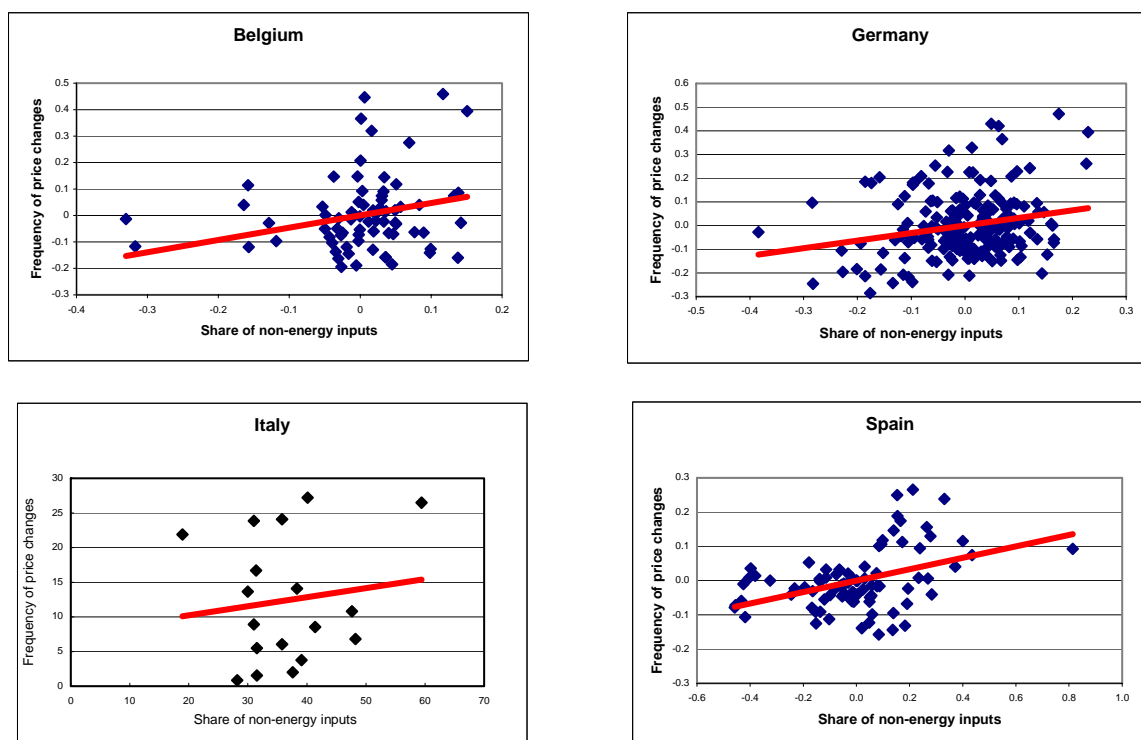 Belgium
Frequency of price changes
0.5
0.4
0.3
0.2
0.1
0
-0.1
-0.2
-0.3
-0.4 -0.3 -0.2 -0.1 0 0.1 0.2
Share of non-energy inputs
Germany
Frequency of price changes
0.6
0.5
0.4
0.3
0.2
0.1
0.0
-0.1
-0.2
-0.3
-0.5 -0.4 -0.3 -0.2 -0.1 0.0 0.1 0.2 0.3
Share of non-energy inputs
Italy
Frequency of price changes
30
25
20
15
10
5
0
0 10 20 30 40 50 60 70
Share of non-energy inputs
Spain
Frequency of price changes
0.3
0.2
0.1
0.0
-0.1
-0.2
-0.3
-0.6 -0.4 -0.2 0.0 0.2 0.4 0.6 0.8 1.0
Share of non-energy inputs